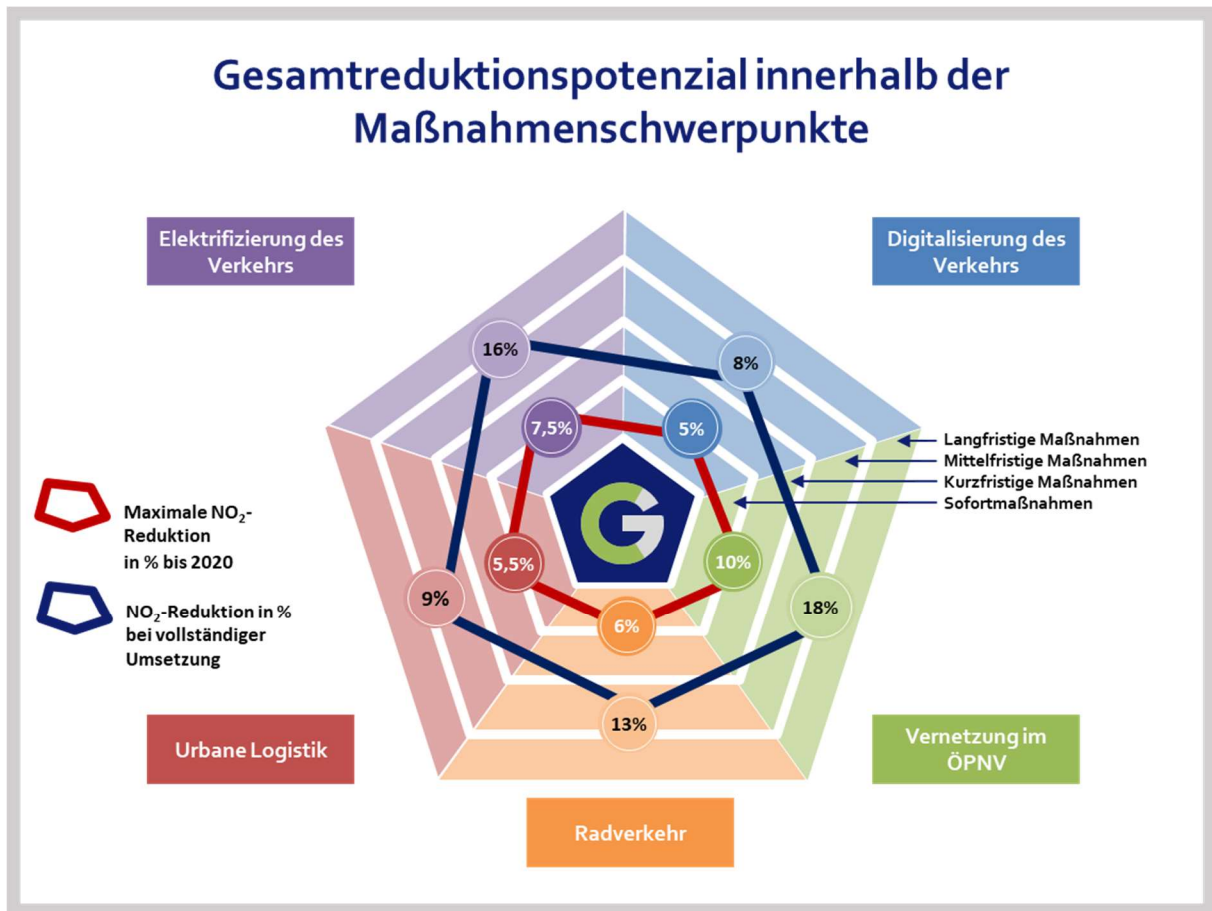 Gesamtreduktionspotenzial innerhalb der
Maßnahmenschwerpunkte
Elektrifizierung des
Verkehrs
Digitalisierung des
Verkehrs
16%
8%
7,5%
5%
Langfristige Maßnahmen
Mittelfristige Maßnahmen
Kurzfristige Maßnahmen
Sofortmaßnahmen
Maximale NO₂-
Reduktion
in % bis 2020
G
5,5%
10%
9%
18%
6%
NO₂-Reduktion in %
bei vollständiger
Umsetzung
13%
Urbane Logistik
Vernetzung im
ÖPNV
Radverkehr